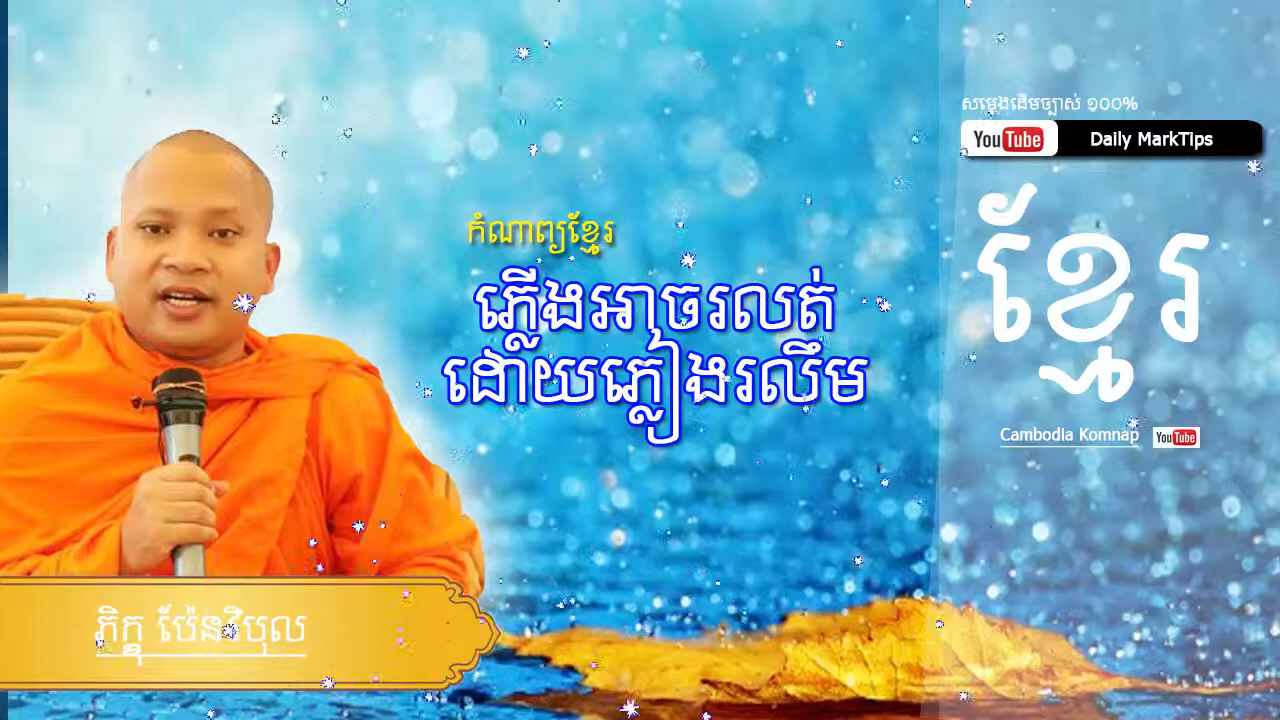 សម្លេងដើមច្បាស់ ១០០%
YouTube Daily MarkTips
កំណាព្យខ្មែរ
ភ្លើងអាចរលត់
ដោយភ្លៀងរលឹម
ខ្មែរ
Cambodia Komnap YouTube
ភិក្ខុ ប៉ែន វិបុល